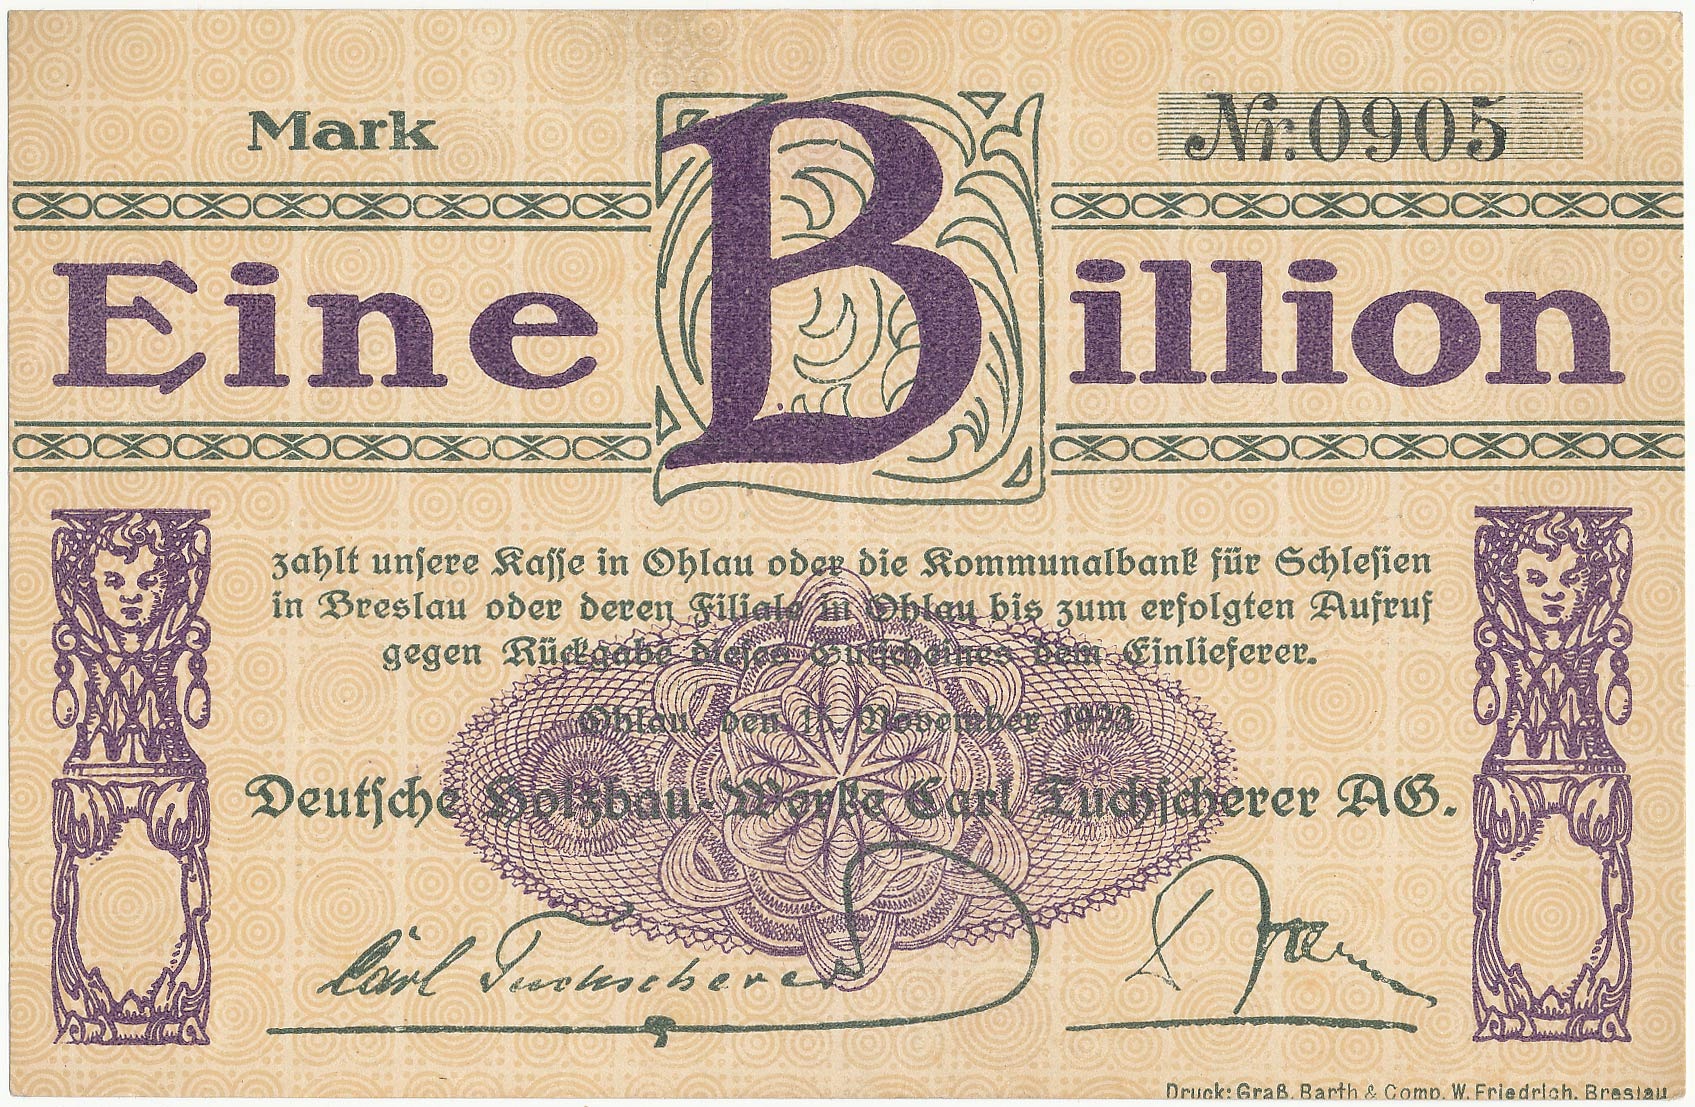 Mark
Nr. 0905
Eine Billion
zahlt unsere Kasse in Ohlau oder die Kommunalbank für Schlesien
in Breslau oder deren Filiale in Ohlau bis zum erfolgten Aufruf
gegen Rückgabe dieses Gutscheines dem Einlieferer.
Ohlau, den November 1923
Deutsche Holzbau-Werke Carl Tuchscherer AG.
Carl Tuchscherer
Druck: Graß, Barth & Comp. W. Friedrich, Breslau